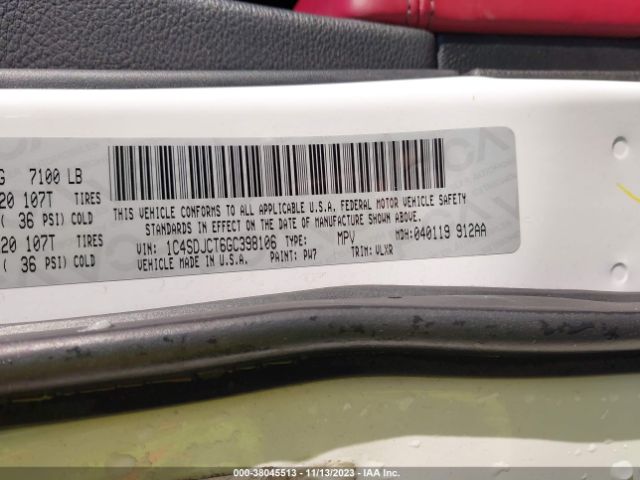 G 7100 LB
20 107T TIRES
( 36 PSI) COLD
20 107T TIRES
( 36 PSI) COLD
THIS VEHICLE CONFORMS TO ALL APPLICABLE U.S.A. FEDERAL MOTOR VEHICLE SAFETY
STANDARDS IN EFFECT ON THE DATE OF MANUFACTURE SHOWN ABOVE.
VIN: 1C4SDJCT6GC398106 TYPE: MPV MDH: 040119 912AA
VEHICLE MADE IN U.S.A. PAINT: PW7 TRIM: VLXR
00-38045513 - 11/13/2023 - IAA Inc.